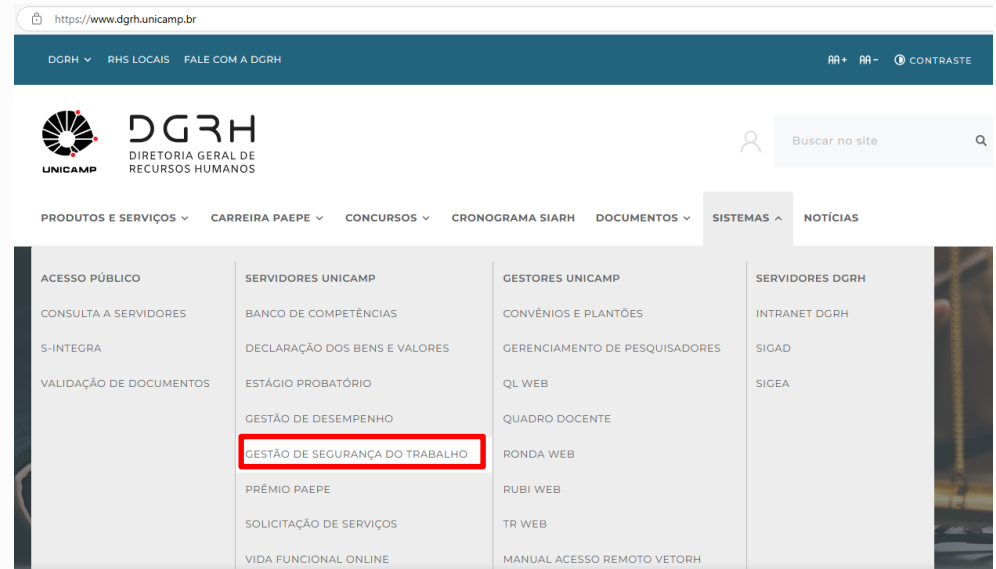 https://www.dgrh.unicamp.br
DGRH RHS LOCAIS FALE COM A DGRH AA+ AA- CONTRASTE
UNICAMP
DGRH
DIRETORIA GERAL DE
RECURSOS HUMANOS
Buscar no site
PRODUTOS E SERVIÇOS CARREIRA PAEPE CONCURSOS CRONOGRAMA SIARH DOCUMENTOS SISTEMAS NOTÍCIAS
ACESSO PÚBLICO
CONSULTA A SERVIDORES
S-INTEGRA
VALIDAÇÃO DE DOCUMENTOS
SERVIDORES UNICAMP
BANCO DE COMPETÊNCIAS
DECLARAÇÃO DOS BENS E VALORES
ESTÁGIO PROBATÓRIO
GESTÃO DE DESEMPENHO
GESTÃO DE SEGURANÇA DO TRABALHO
PRÊMIO PAEPE
SOLICITAÇÃO DE SERVIÇOS
VIDA FUNCIONAL ONLINE
GESTORES UNICAMP
CONVÊNIOS E PLANTÕES
GERENCIAMENTO DE PESQUISADORES
QL WEB
QUADRO DOCENTE
RONDA WEB
RUBI WEB
TR WEB
MANUAL ACESSO REMOTO VETORH
SERVIDORES DGRH
INTRANET DGRH
SIGAD
SIGEA